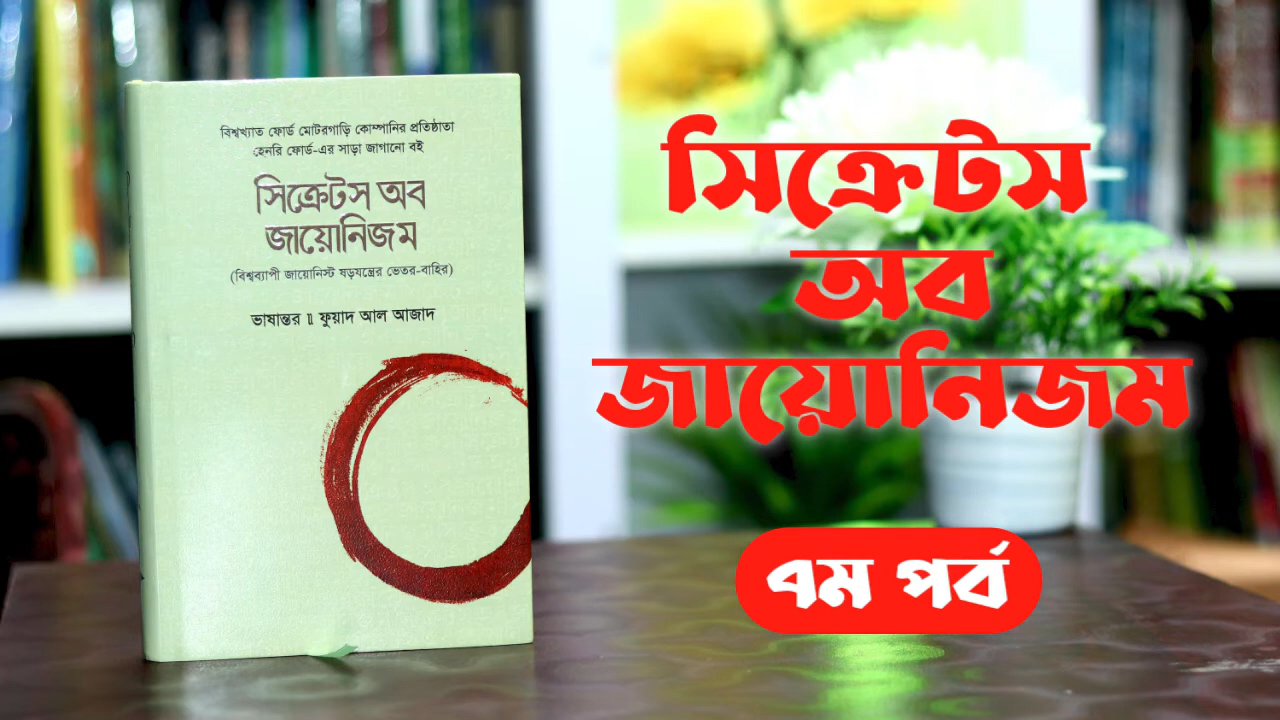 বিশ্বখ্যাত ফোর্ড মোটরগাড়ি কোম্পানির প্রতিষ্ঠাতা
হেনরি ফোর্ড-এর সাড়া জাগানো বই
সিক্রেটস অব
জায়োনিজম
(বিশ্বব্যাপী জায়োনিস্ট ষড়যন্ত্রের ভেতর-বাহির)
ভাষান্তর ॥ ফুয়াদ আল আজাদ
সিক্রেটস
অব
জায়োনিজম
৭ম পর্ব